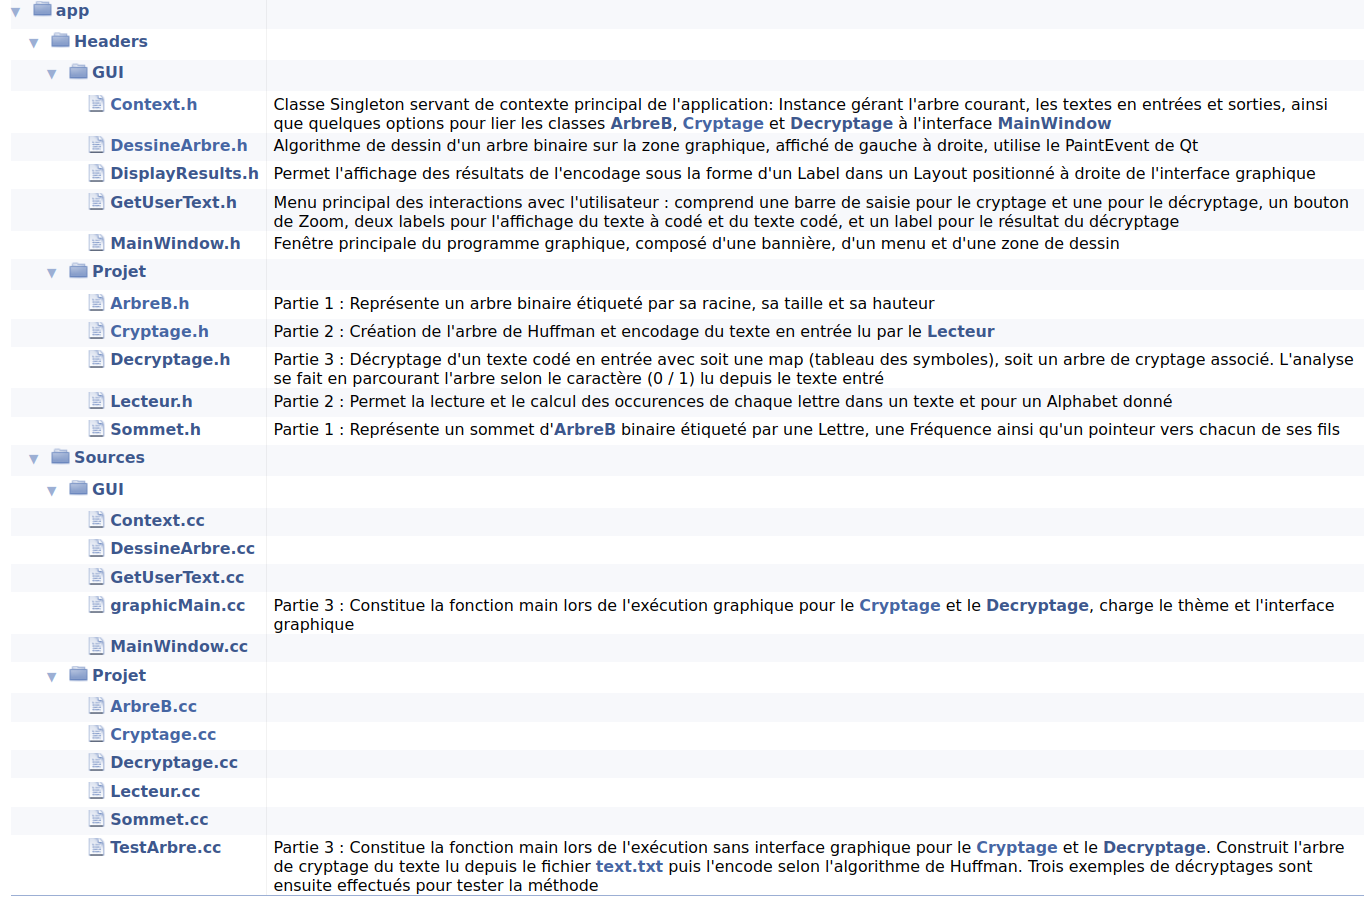 app
Headers
GUI
Context.h Classe Singleton servant de contexte principal de l'application: Instance gérant l'arbre courant, les textes en entrées et sorties, ainsi
que quelques options pour lier les classes ArbreB, Cryptage et Decryptage à l'interface MainWindow
DessineArbre.h Algorithme de dessin d'un arbre binaire sur la zone graphique, affiché de gauche à droite, utilise le PaintEvent de Qt
DisplayResults.h Permet l'affichage des résultats de l'encodage sous la forme d'un Label dans un Layout positionné à droite de l'interface graphique
GetUserText.h Menu principal des interactions avec l'utilisateur : comprend une barre de saisie pour le cryptage et une pour le décryptage, un bouton
de Zoom, deux labels pour l'affichage du texte à codé et du texte codé, et un label pour le résultat du décryptage
MainWindow.h Fenêtre principale du programme graphique, composé d'une bannière, d'un menu et d'une zone de dessin
Projet
ArbreB.h Partie 1 : Représente un arbre binaire étiqueté par sa racine, sa taille et sa hauteur
Cryptage.h Partie 2 : Création de l'arbre de Huffman et encodage du texte en entrée lu par le Lecteur
Decryptage.h Partie 3 : Décryptage d'un texte codé en entrée avec soit une map (tableau des symboles), soit un arbre de cryptage associé. L'analyse
se fait en parcourant l'arbre selon le caractère (0 / 1) lu depuis le texte entré
Lecteur.h Partie 2 : Permet la lecture et le calcul des occurences de chaque lettre dans un texte et pour un Alphabet donné
Sommet.h Partie 1 : Représente un sommet d'ArbreB binaire étiqueté par une Lettre, une Fréquence ainsi qu'un pointeur vers chacun de ses fils
Sources
GUI
Context.cc
DessineArbre.cc
GetUserText.cc
graphicMain.cc Partie 3 : Constitue la fonction main lors de l'exécution graphique pour le Cryptage et le Decryptage, charge le thème et l'interface
graphique
MainWindow.cc
Projet
ArbreB.cc
Cryptage.cc
Decryptage.cc
Lecteur.cc
Sommet.cc
TestArbre.cc Partie 3 : Constitue la fonction main lors de l'exécution sans interface graphique pour le Cryptage et le Decryptage. Construit l'arbre
de cryptage du texte lu depuis le fichier text.txt puis l'encode selon l'algorithme de Huffman. Trois exemples de décryptages sont
ensuite effectués pour tester la méthode